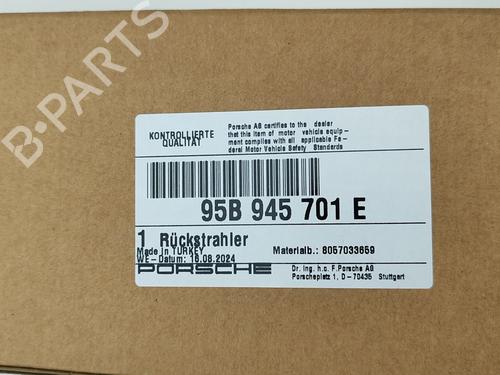 B-PARTS
KONTROLLIERTE
QUALITÄT
Porsche AG certifies to the dealer
that this item of motor vehicle equip-
ment complies with all applicable Fe-
deral Motor Vehicle Safety Standards
95B 945 701 E
1 Rückstrahler
Made in TURKEY
WE-Datum: 16.08.2024
Materialb.: 8057033659
PORSCHE
Dr. Ing. h.c. F.Porsche AG
Porscheplatz 1, D-70435 Stuttgart